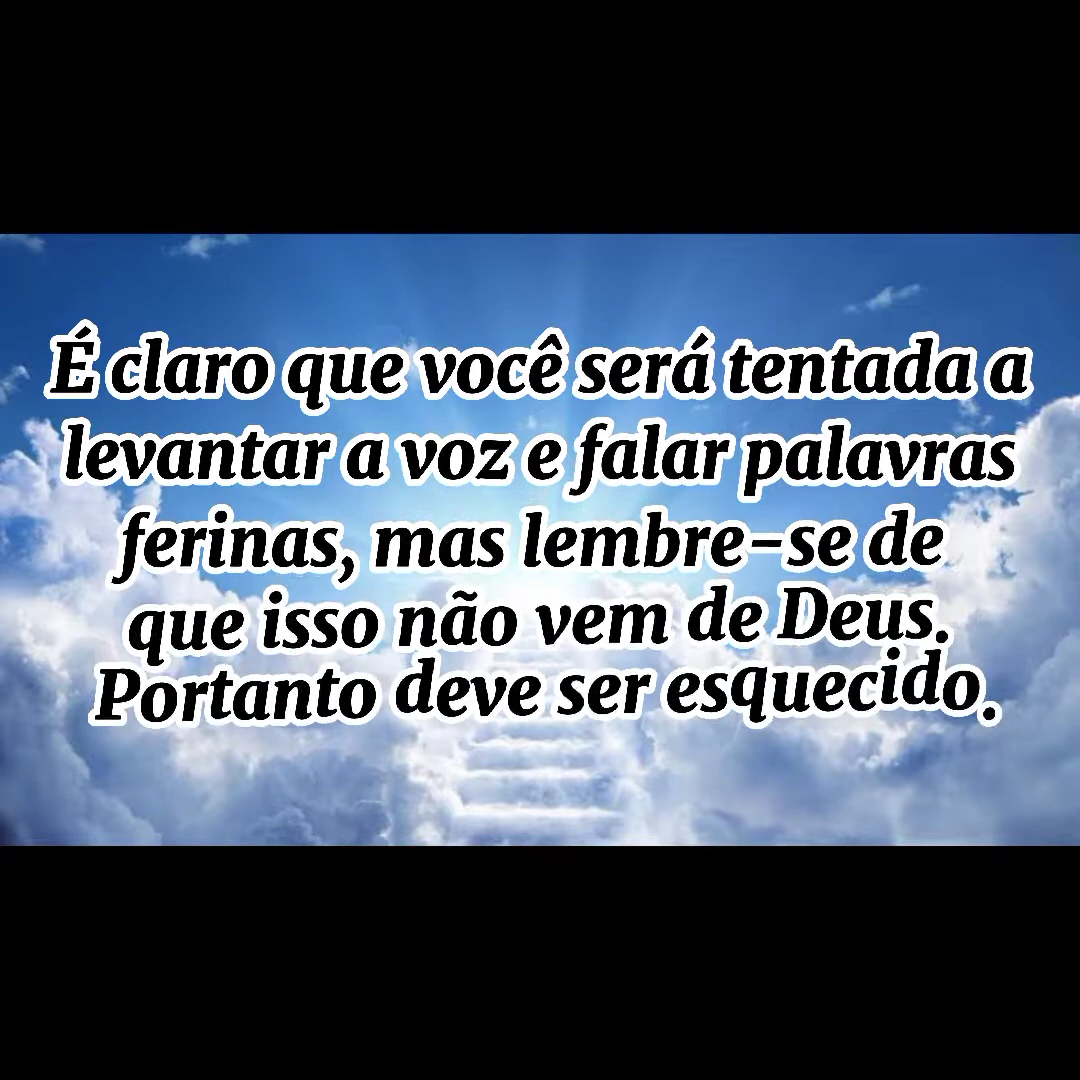 É claro que você será tentada a
levantar a voz e falar palavras
ferinas, mas lembre-se de
que isso não vem de Deus.
Portanto deve ser esquecido.